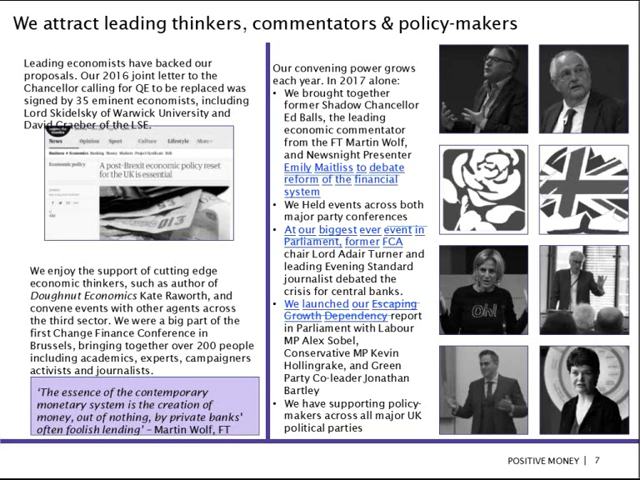 We attract leading thinkers, commentators & policy-makers
Leading economists have backed our
proposals. Our 2016 joint letter to the
Chancellor calling for QE to be replaced was
signed by 35 eminent economists, including
Lord Skidelsky of Warwick University and
David Graeber of the LSE.
News Opinion Sport Culture Lifestyle
Economic policy
A post-Brexit economic policy reset
for the UK is essential
We enjoy the support of cutting edge
economic thinkers, such as author of
Doughnut Economics Kate Raworth, and
convene events with other agents across
the third sector. We were a big part of the
first Change Finance Conference in
Brussels, bringing together over 200 people
including academics, experts, campaigners
activists and journalists.
‘The essence of the contemporary
monetary system is the creation of
money, out of nothing, by private banks’
often foolish lending’ – Martin Wolf, FT
Our convening power grows
each year. In 2017 alone:
• We brought together
former Shadow Chancellor
Ed Balls, the leading
economic commentator
from the FT Martin Wolf,
and Newsnight Presenter
Emily Maitliss to debate
reform of the financial
system
• We Held events across both
major party conferences
• At our biggest ever event in
Parliament, former FCA
chair Lord Adair Turner and
leading Evening Standard
journalist debated the
crisis for central banks.
• We launched our Escaping
Growth Dependency report
in Parliament with Labour
MP Alex Sobel,
Conservative MP Kevin
Hollingrake, and Green
Party Co-leader Jonathan
Bartley
• We have supporting policy-
makers across all major UK
political parties
POSITIVE MONEY | 7